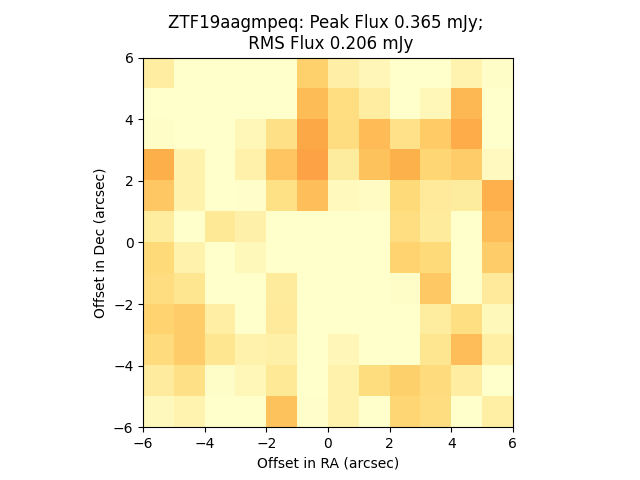 ZTF19aagmpeq: Peak Flux 0.365 mJy;
RMS Flux 0.206 mJy
6
4
2
0
−2
−4
−6
Offset in Dec (arcsec)
−6 −4 −2 0 2 4 6
Offset in RA (arcsec)